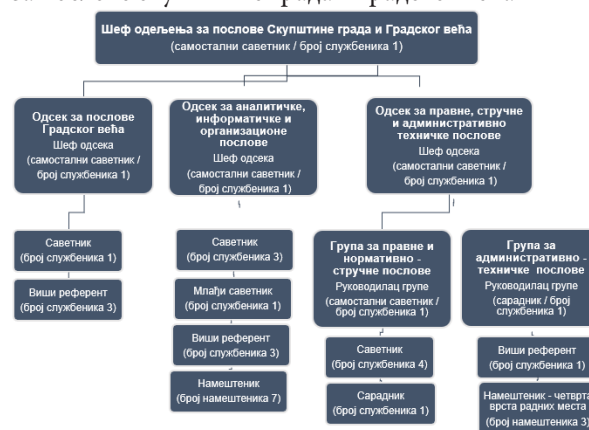 Шеф одељења за послове Скупштине града и Градског већа
(самостални саветник / број службеника 1)
Одсек за послове
Градског већа
Шеф одсека
(самостални саветник /
број службеника 1)
Саветник
(број службеника 1)
Виши референт
(број службеника 3)
Одсек за аналитичке,
информатичке и
организационе
послове
Шеф одсека
(самостални саветник /
број службеника 1)
Саветник
(број службеника 3)
Млађи саветник
(број службеника 1)
Виши референт
(број службеника 3)
Намештеник
(број намештеника 7)
Одсек за правне, стручне
и административно
техничке послове
Шеф одсека
(самостални саветник /
број службеника 1)
Група за правне и
нормативно -
стручне послове
Руководилац групе
(самостални саветник /
број службеника 1)
Саветник
(број службеника 4)
Сарадник
(број службеника 1)
Група за
административно -
техничке послове
Руководилац групе
(сарадник / број
службеника 1)
Виши референт
(број службеника 1)
Намештеник - четврта
врста радних места
(број намештеника 3)